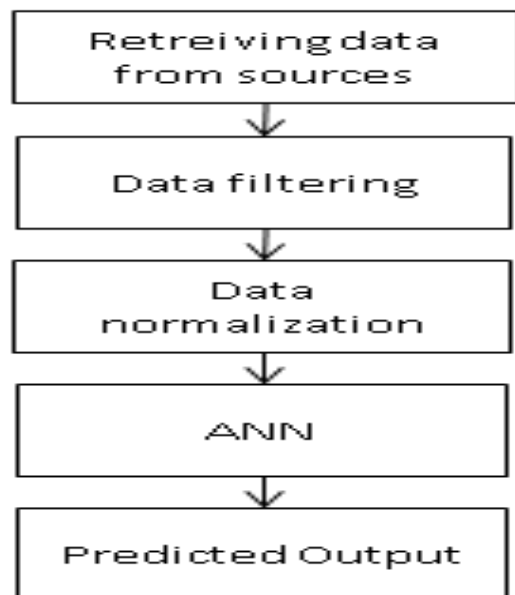 Retreiving data
from sources
Data filtering
Data
normalization
ANN
Predicted Output